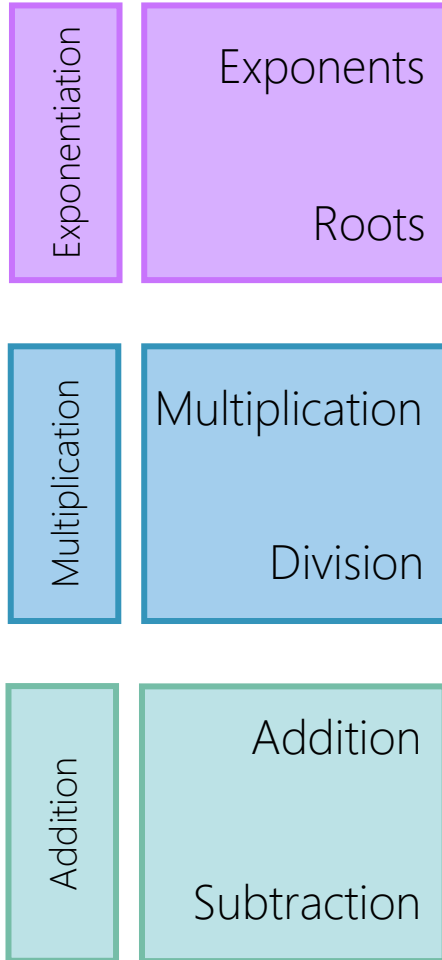 Exponentiation
Exponents
Roots
Multiplication
Multiplication
Division
Addition
Addition
Subtraction